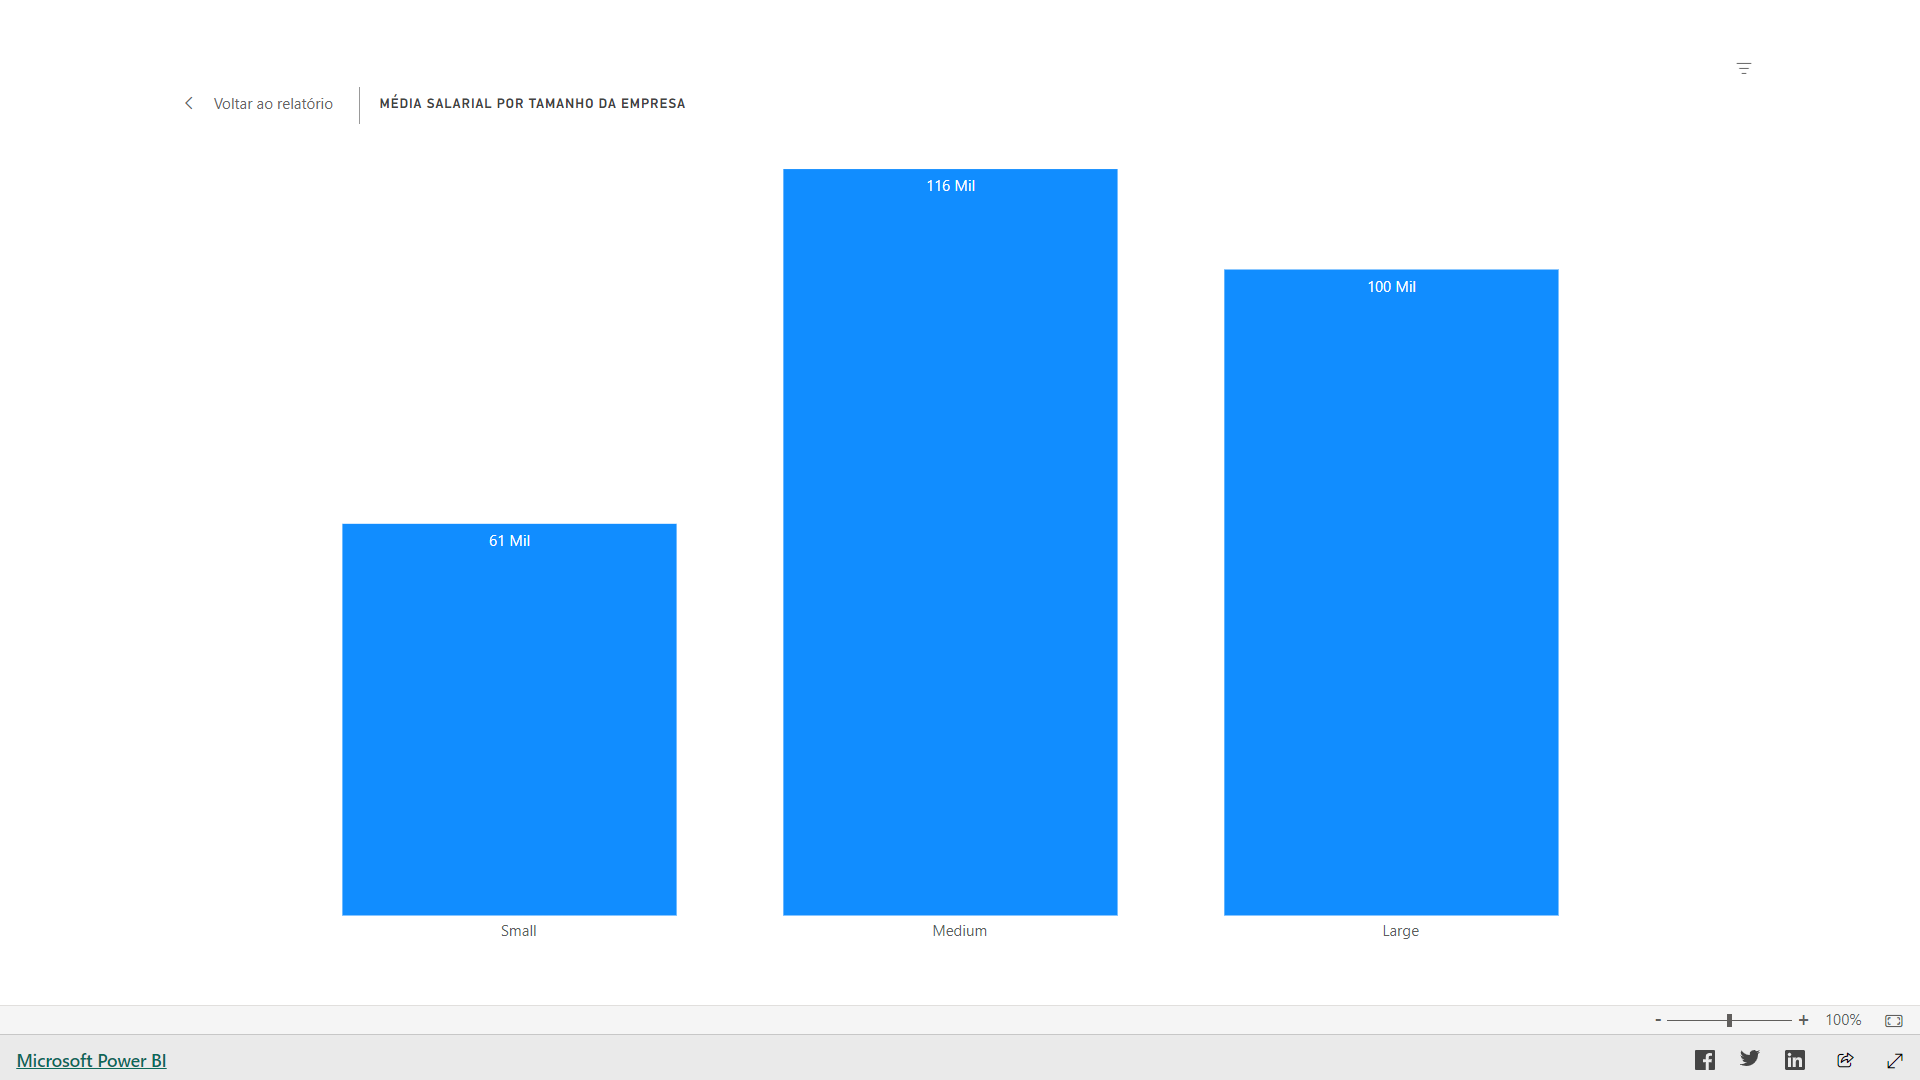 Voltar ao relatório
MÉDIA SALARIAL POR TAMANHO DA EMPRESA
116 Mil
100 Mil
61 Mil
Small
Medium
Large
- + 100%
Microsoft Power BI